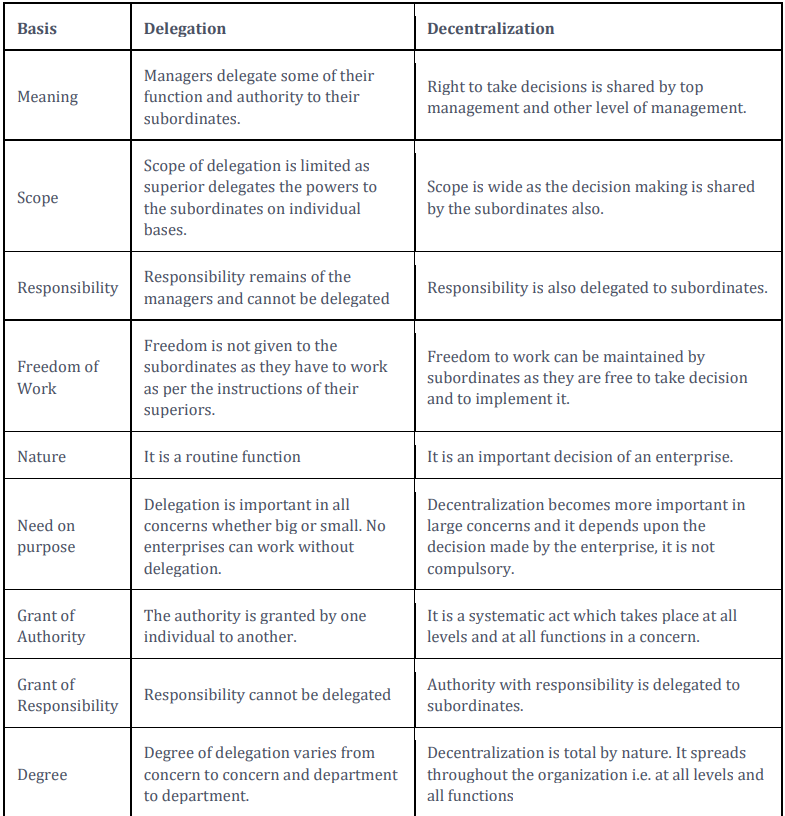 Basis
Delegation
Decentralization
Meaning
Managers delegate some of their
function and authority to their
subordinates.
Right to take decisions is shared by top
management and other level of management.
Scope
Scope of delegation is limited as
superior delegates the powers to
the subordinates on individual
bases.
Scope is wide as the decision making is shared
by the subordinates also.
Responsibility
Responsibility remains of the
managers and cannot be delegated
Responsibility is also delegated to subordinates.
Freedom of
Work
Freedom is not given to the
subordinates as they have to work
as per the instructions of their
superiors.
Freedom to work can be maintained by
subordinates as they are free to take decision
and to implement it.
Nature
It is a routine function
It is an important decision of an enterprise.
Need on
purpose
Delegation is important in all
concerns whether big or small. No
enterprises can work without
delegation.
Decentralization becomes more important in
large concerns and it depends upon the
decision made by the enterprise, it is not
compulsory.
Grant of
Authority
The authority is granted by one
individual to another.
It is a systematic act which takes place at all
levels and at all functions in a concern.
Grant of
Responsibility
Responsibility cannot be delegated
Authority with responsibility is delegated to
subordinates.
Degree
Degree of delegation varies from
concern to concern and department
to department.
Decentralization is total by nature. It spreads
throughout the organization i.e. at all levels and
all functions